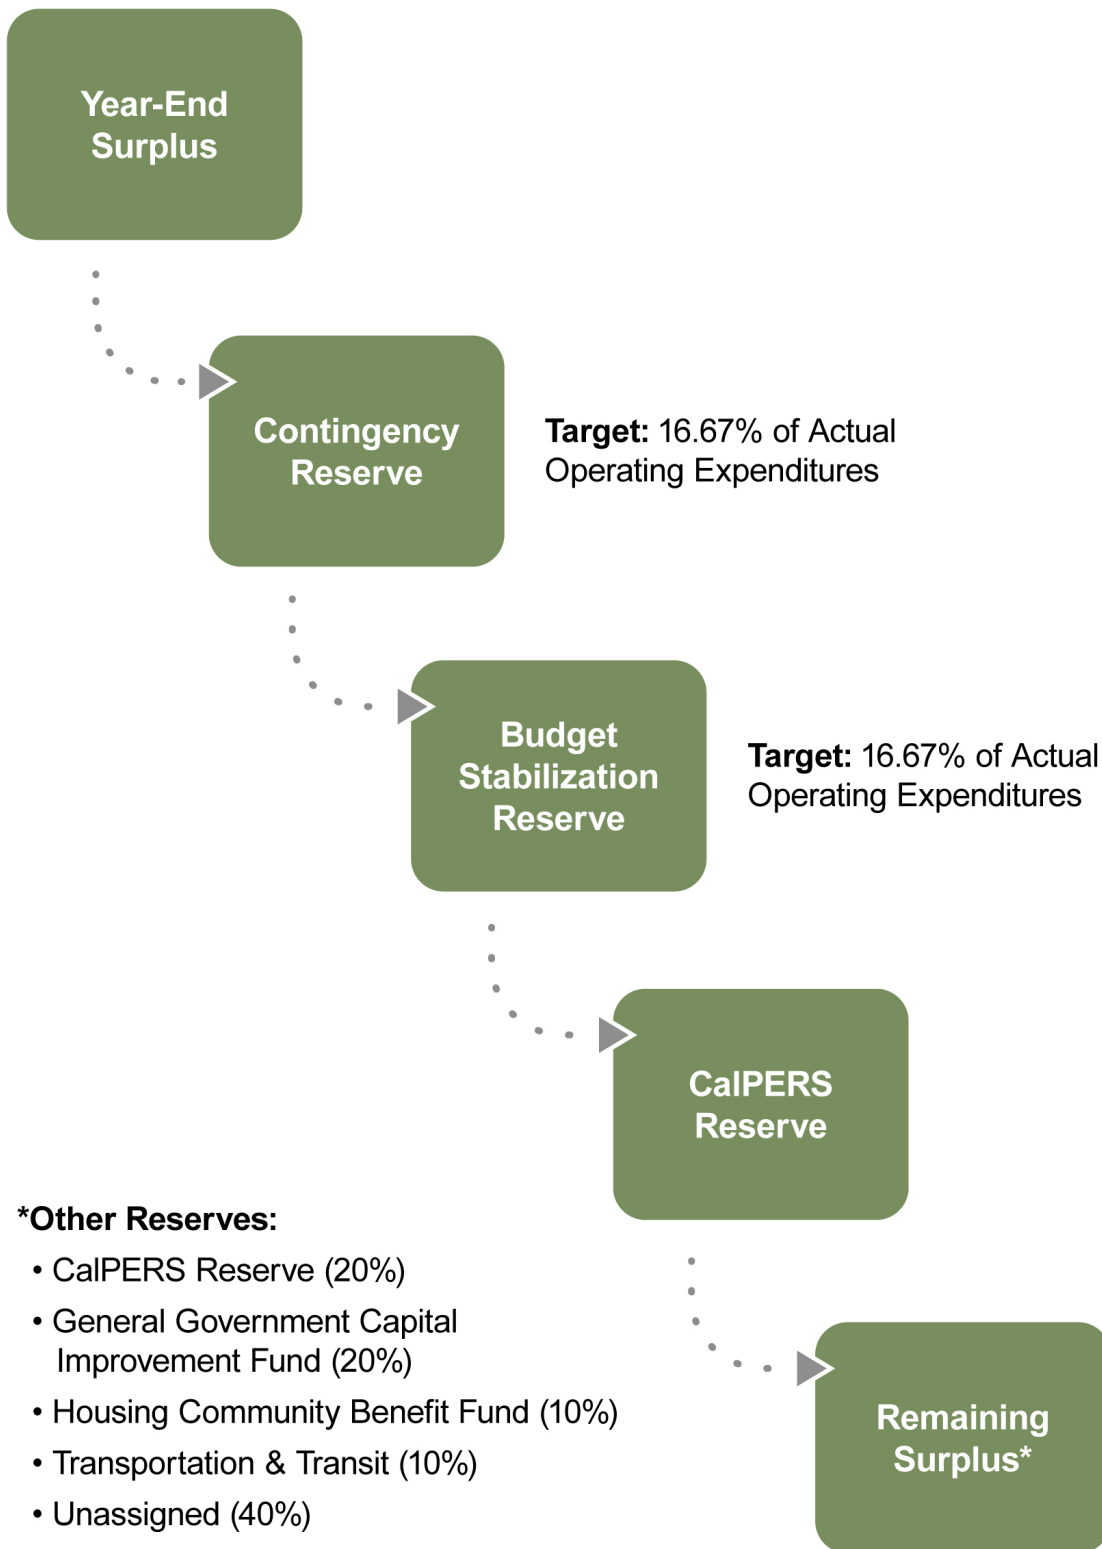 Year-End
Surplus
Contingency
Reserve
Target: 16.67% of Actual
Operating Expenditures
Budget
Stabilization
Reserve
Target: 16.67% of Actual
Operating Expenditures
CalPERS
Reserve
*Other Reserves:
• CalPERS Reserve (20%)
• General Government Capital
Improvement Fund (20%)
• Housing Community Benefit Fund (10%)
• Transportation & Transit (10%)
• Unassigned (40%)
Remaining
Surplus*